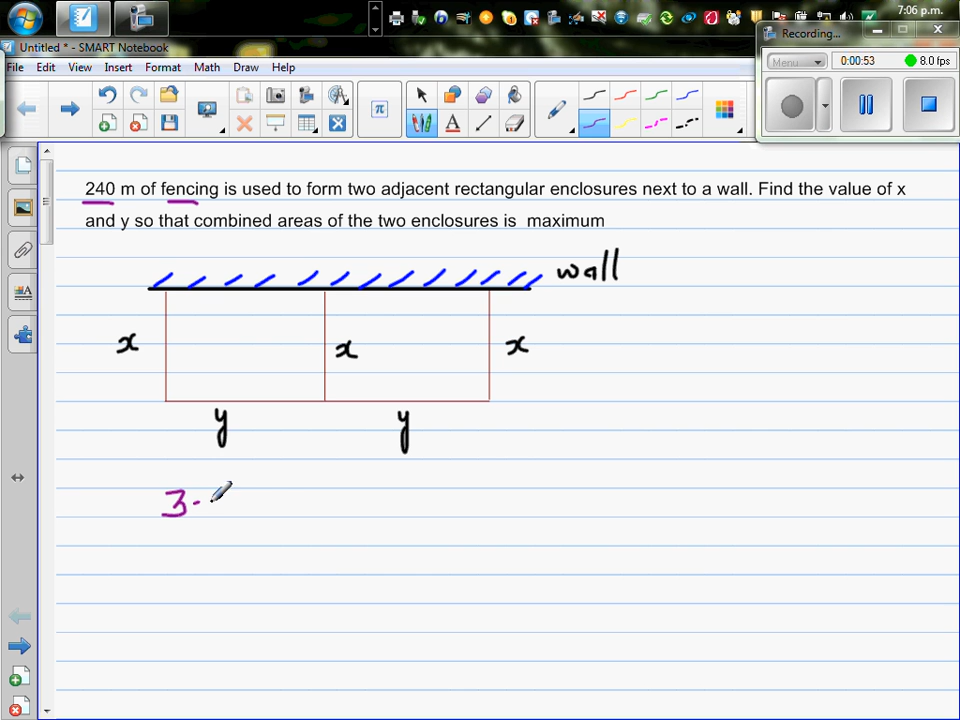 7:06 p.m.
Untitled * - SMART Notebook
Recording...
File Edit View Insert Format Math Draw Help
Menu 0:00:53 8.0 fps
π
A
240 m of fencing is used to form two adjacent rectangular enclosures next to a wall. Find the value of x
and y so that combined areas of the two enclosures is maximum
wall
x x x
y y
3